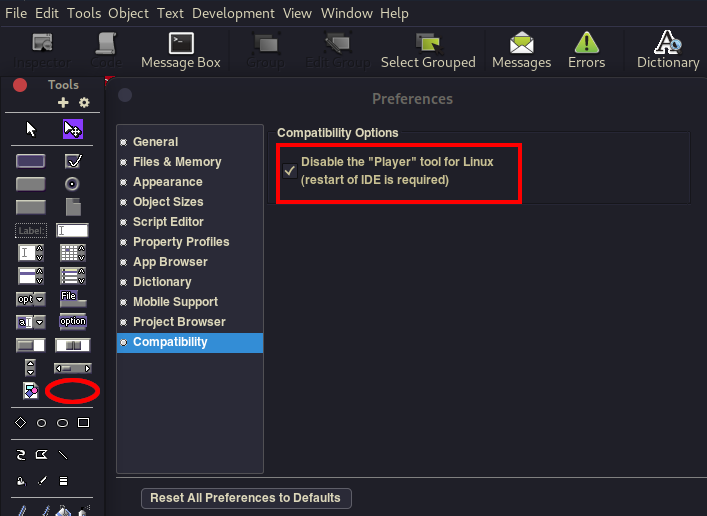 File Edit Tools Object Text Development View Window Help
Inspector Code Message Box Group Edit Group Select Grouped Messages Errors Dictionary
Tools
Preferences
General
Files & Memory
Appearance
Object Sizes
Script Editor
Property Profiles
App Browser
Dictionary
Mobile Support
Project Browser
Compatibility
Compatibility Options
Disable the "Player" tool for Linux
(restart of IDE is required)
Label:
opt
File
a
option
Reset All Preferences to Defaults